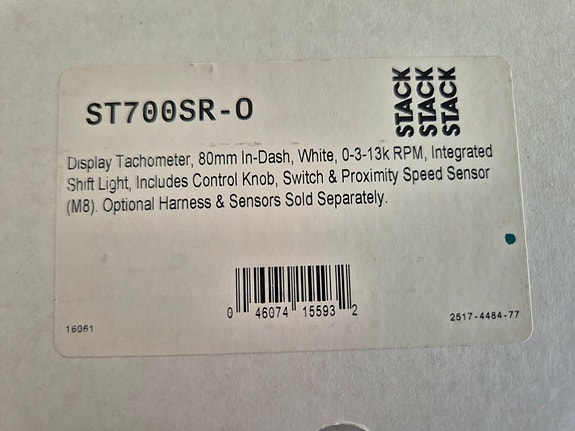 ST700SR-O
STACK
STACK
STACK
Display Tachometer, 80mm In-Dash, White, 0-3-13k RPM, Integrated
Shift Light, Includes Control Knob, Switch & Proximity Speed Sensor
(M8). Optional Harness & Sensors Sold Separately.
0 46074 15593 2
16061
2517-4484-77